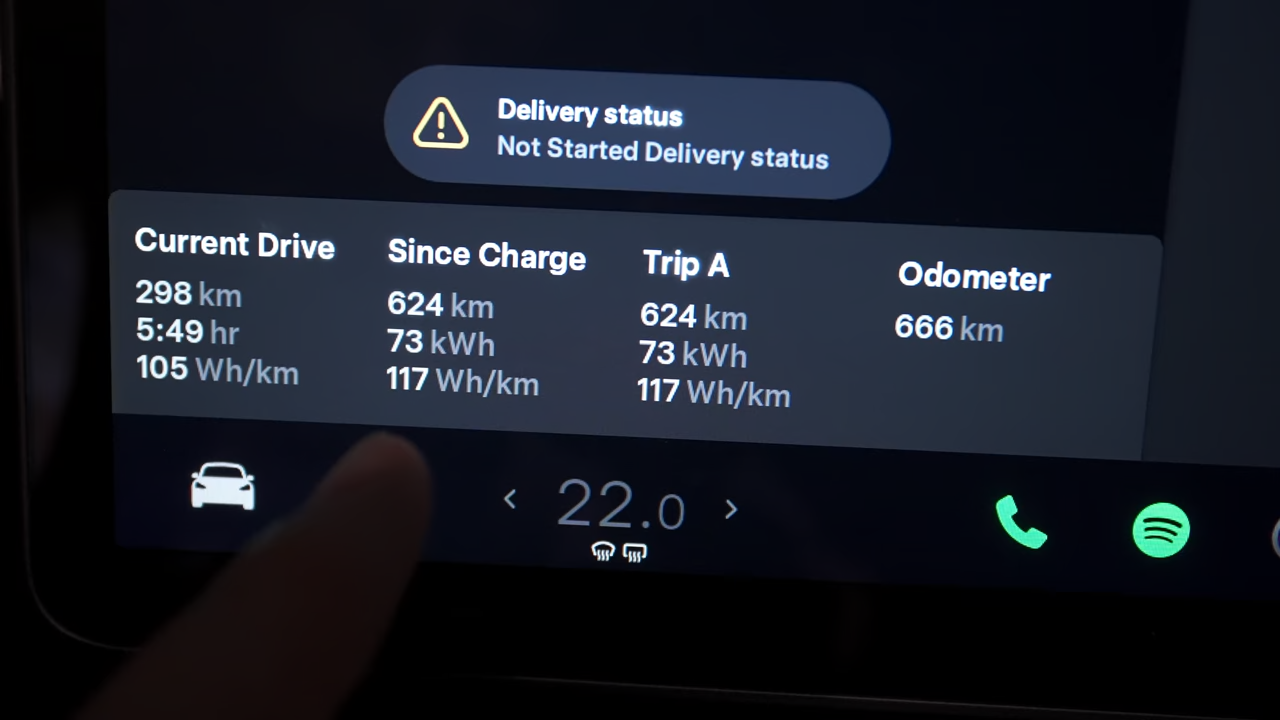 Delivery status
Not Started Delivery status
Current Drive
298 km
5:49 hr
105 Wh/km
Since Charge
624 km
73 kWh
117 Wh/km
Trip A
624 km
73 kWh
117 Wh/km
Odometer
666 km
22.0